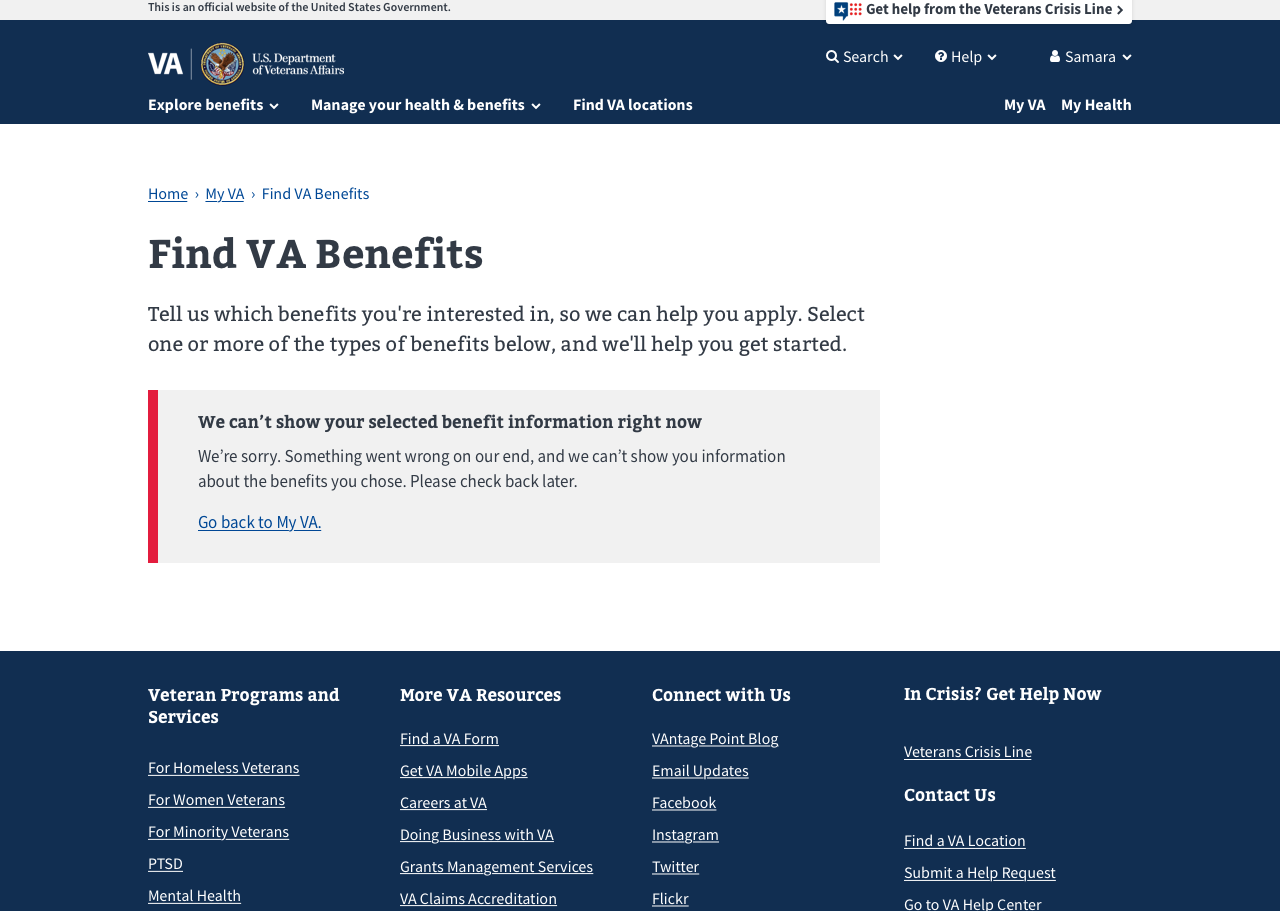 This is an official website of the United States Government.
Get help from the Veterans Crisis Line
VA
U.S. Department
of Veterans Affairs
Search
Help
Samara
Explore benefits
Manage your health & benefits
Find VA locations
My VA
My Health
Home › My VA › Find VA Benefits
Find VA Benefits
Tell us which benefits you're interested in, so we can help you apply. Select
one or more of the types of benefits below, and we'll help you get started.
We can’t show your selected benefit information right now
We’re sorry. Something went wrong on our end, and we can’t show you information
about the benefits you chose. Please check back later.
Go back to My VA.
Veteran Programs and
Services
For Homeless Veterans
For Women Veterans
For Minority Veterans
PTSD
Mental Health
More VA Resources
Find a VA Form
Get VA Mobile Apps
Careers at VA
Doing Business with VA
Grants Management Services
VA Claims Accreditation
Connect with Us
VAntage Point Blog
Email Updates
Facebook
Instagram
Twitter
Flickr
In Crisis? Get Help Now
Veterans Crisis Line
Contact Us
Find a VA Location
Submit a Help Request
Go to VA Help Center